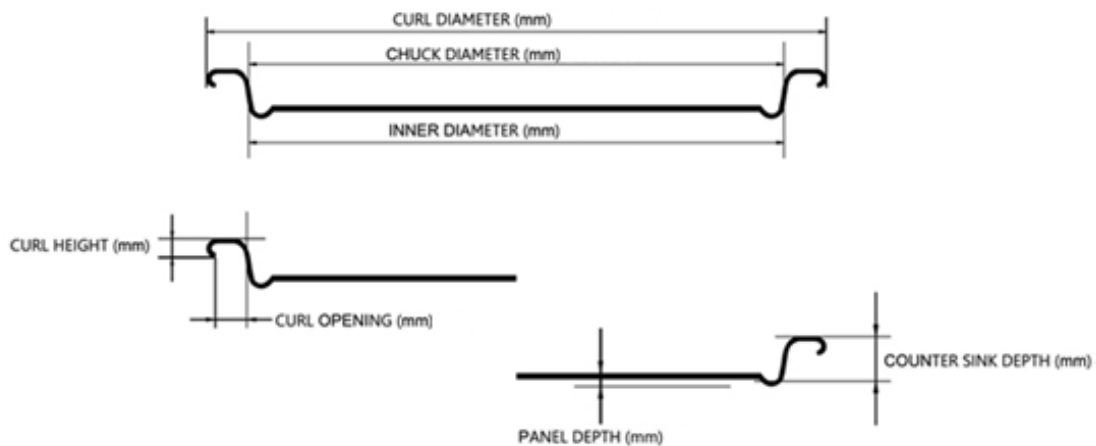 CURL DIAMETER (mm)
CHUCK DIAMETER (mm)
INNER DIAMETER (mm)
CURL HEIGHT (mm)
CURL OPENING (mm)
COUNTER SINK DEPTH (mm)
PANEL DEPTH (mm)